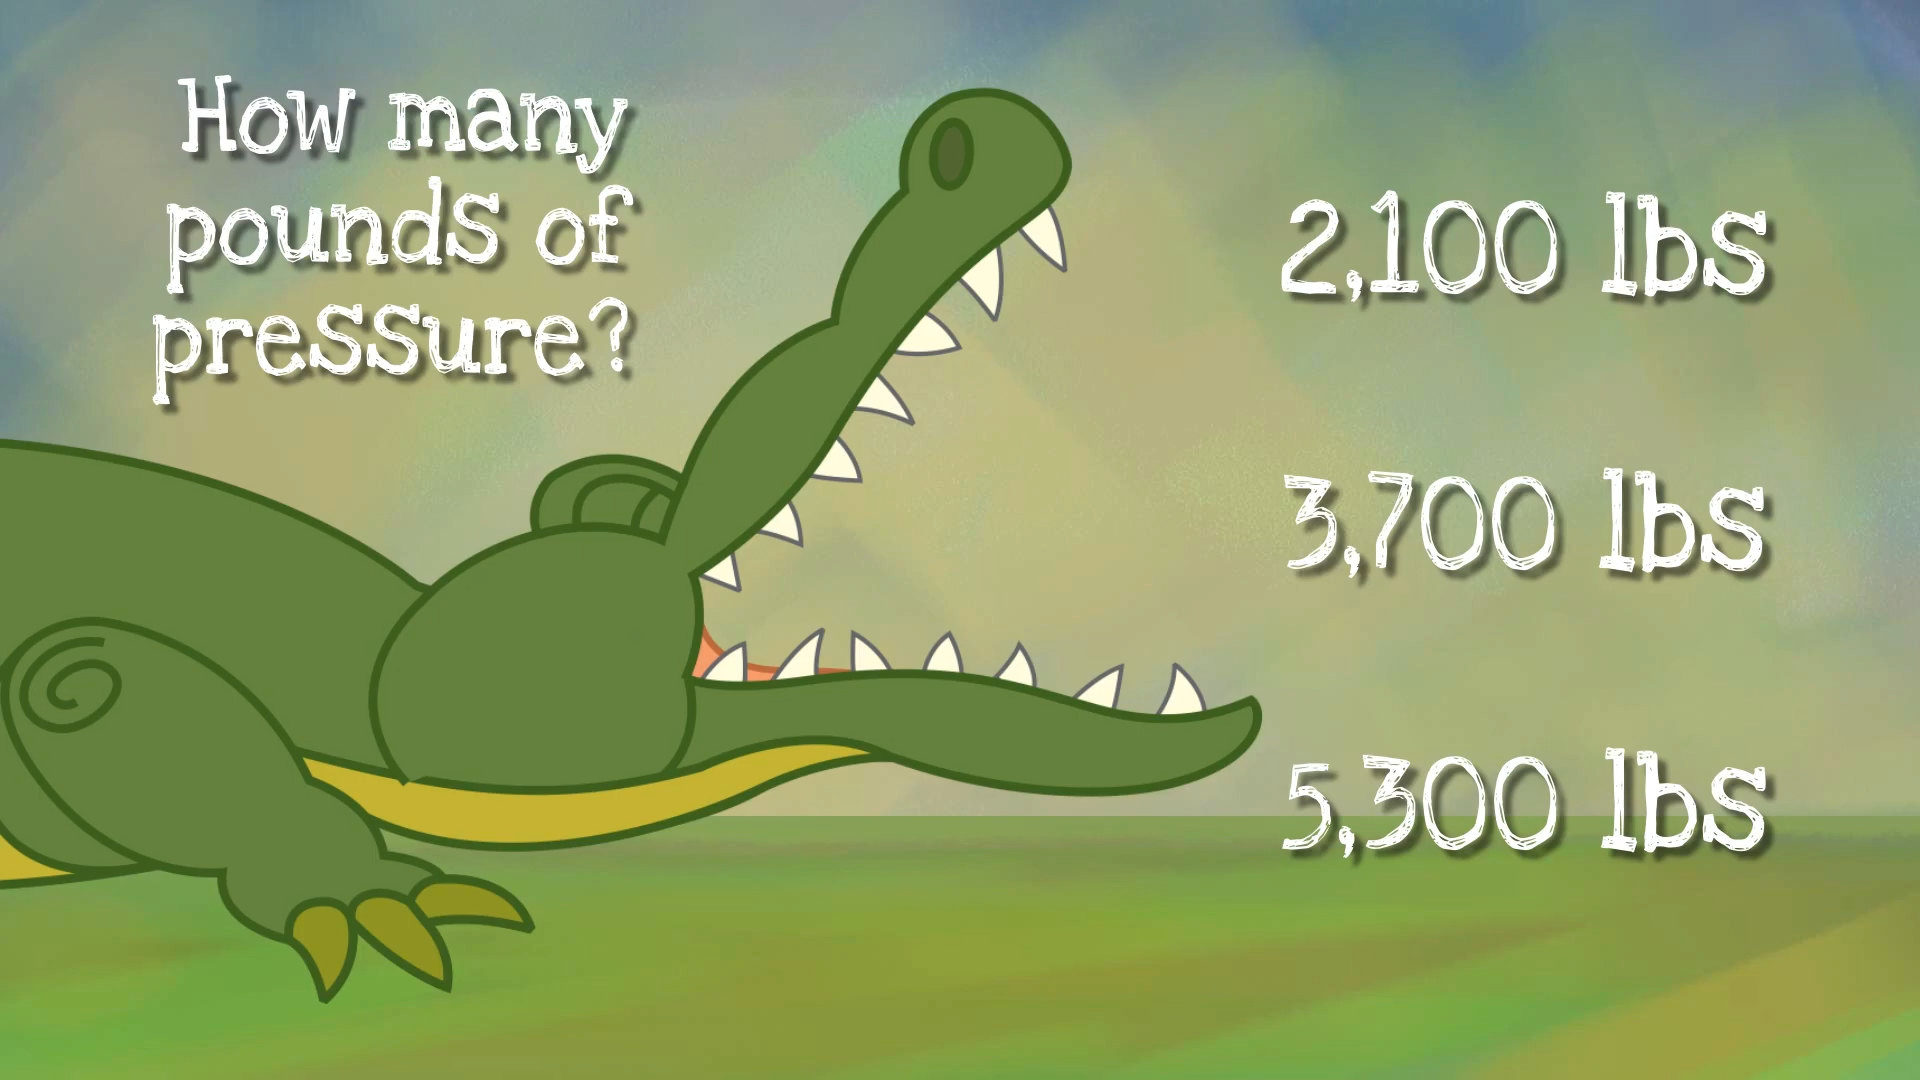 How many
pounds of
pressure?
2,100 lbs
3,700 lbs
5,300 lbs